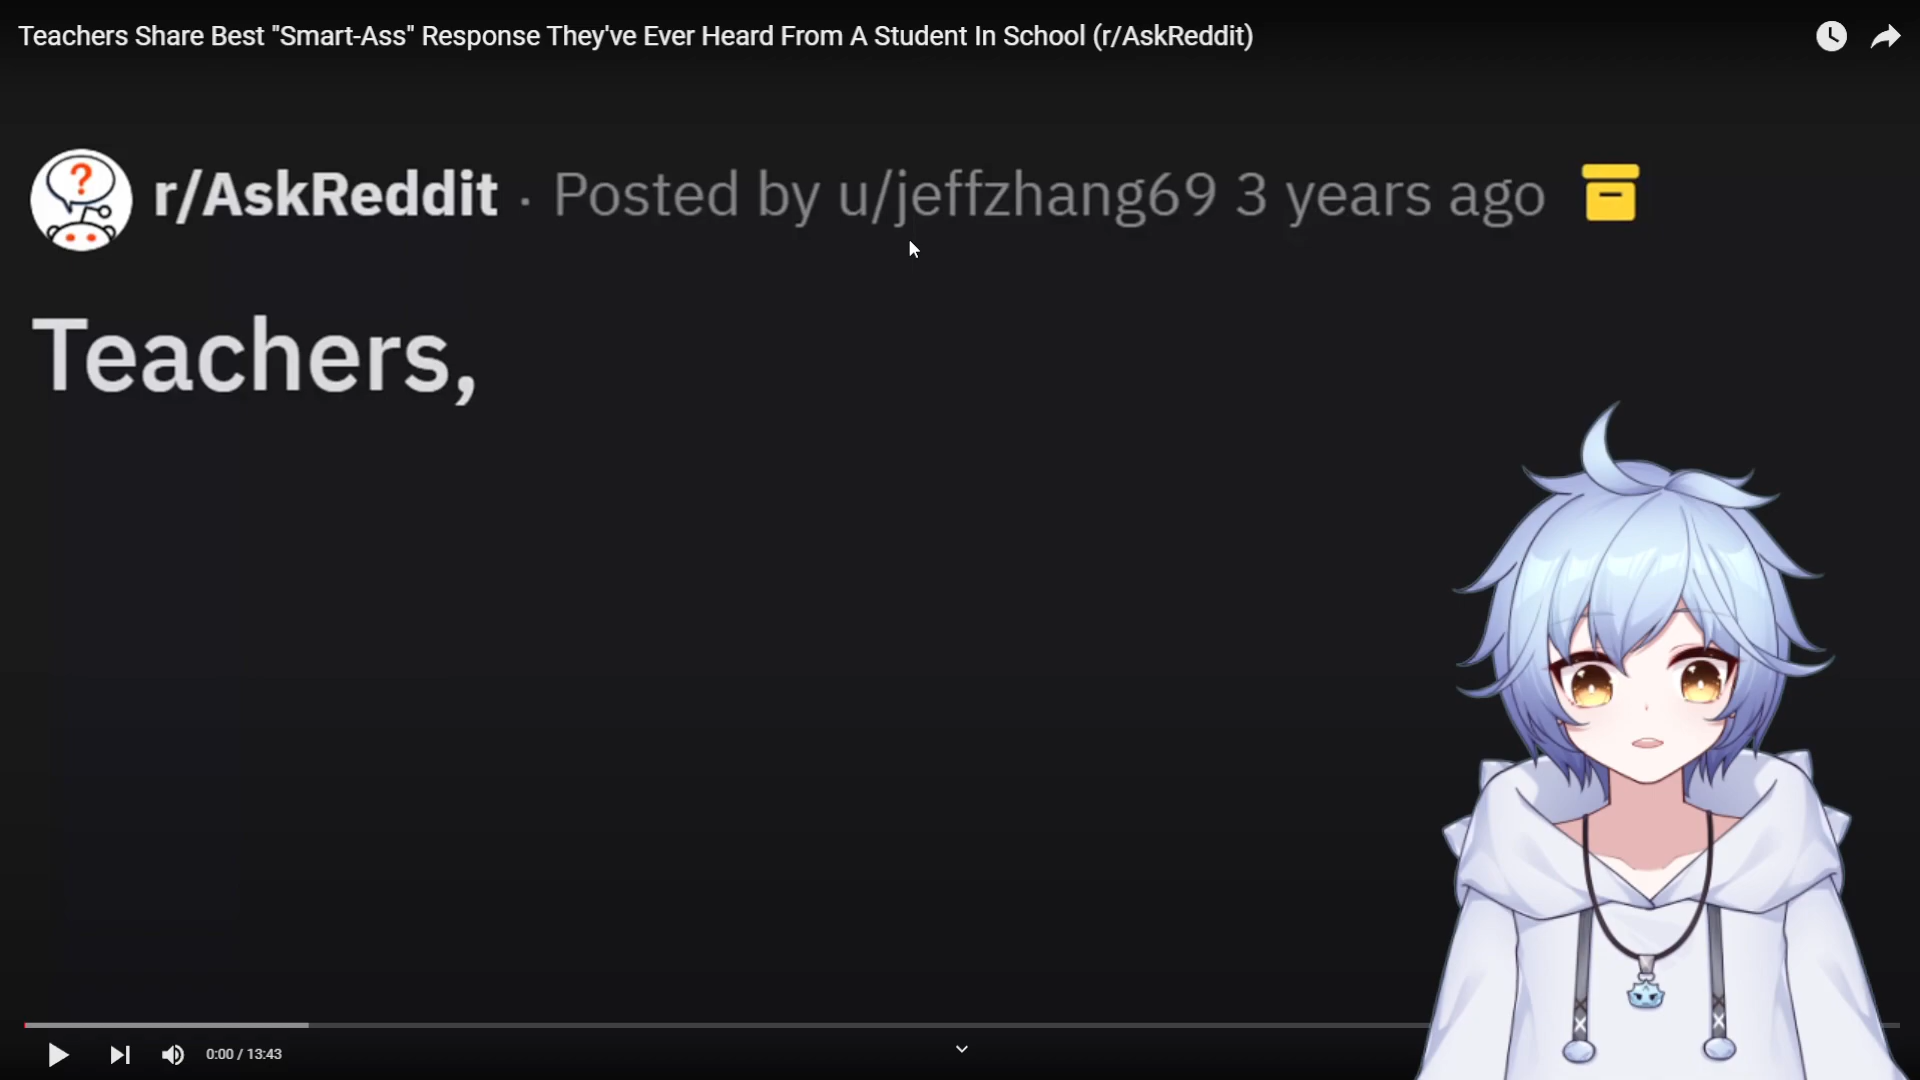 Teachers Share Best "Smart-Ass" Response They've Ever Heard From A Student In School (r/AskReddit)
r/AskReddit · Posted by u/jeffzhang69 3 years ago
Teachers,
0:00 / 13:43